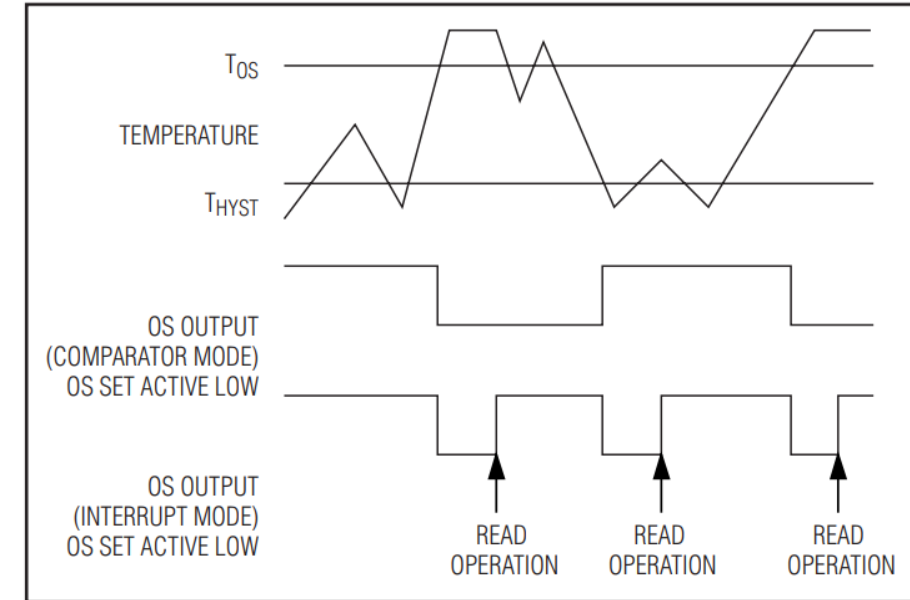 TOS
TEMPERATURE
THYST
OS OUTPUT
(COMPARATOR MODE)
OS SET ACTIVE LOW
OS OUTPUT
(INTERRUPT MODE)
OS SET ACTIVE LOW
READ
OPERATION
READ
OPERATION
READ
OPERATION